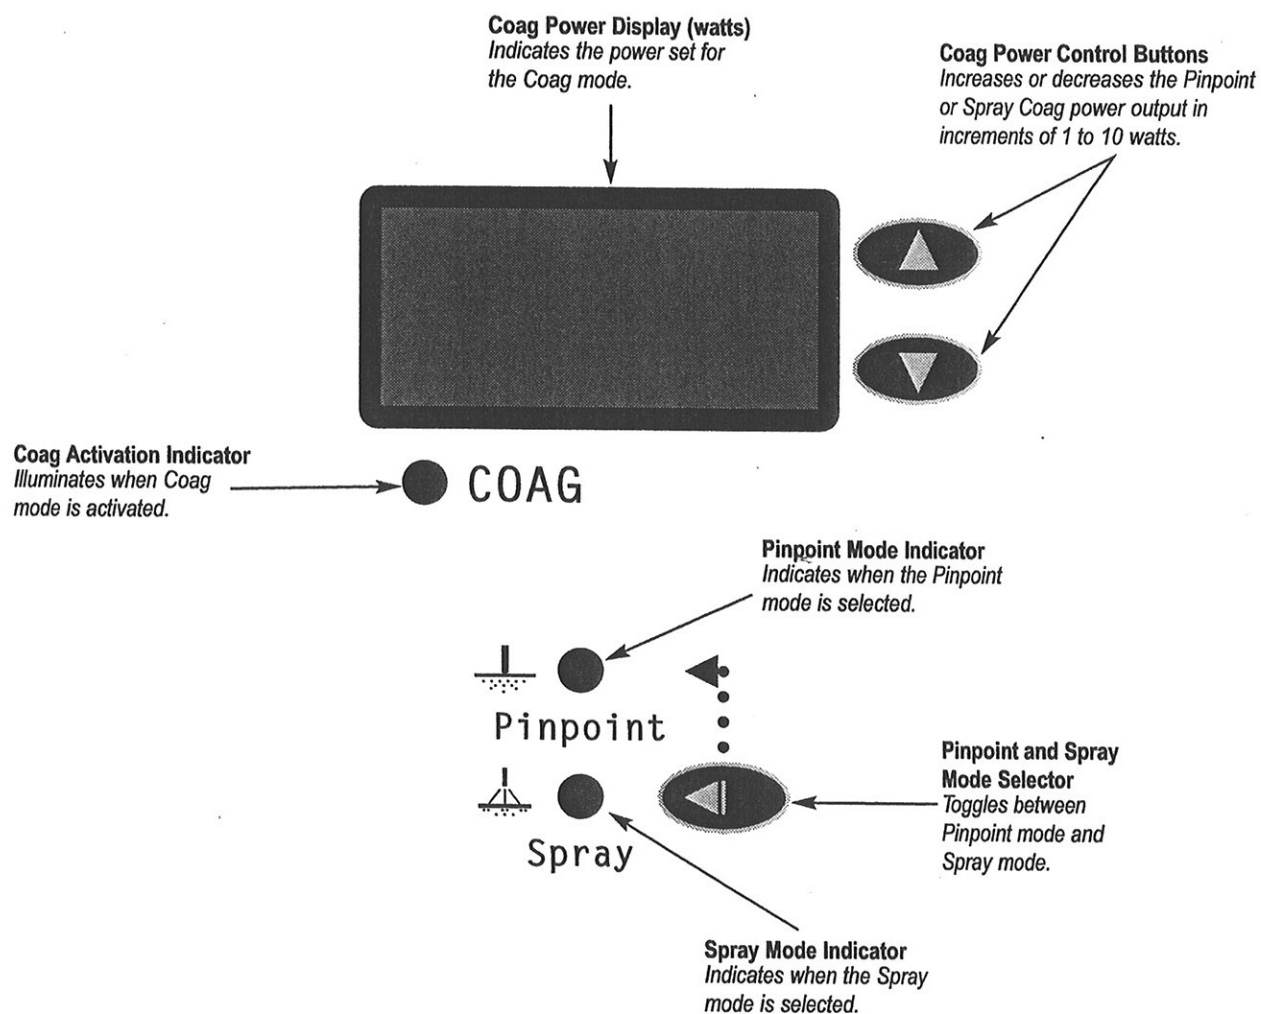 Coag Power Display (watts)
Indicates the power set for
the Coag mode.
Coag Power Control Buttons
Increases or decreases the Pinpoint
or Spray Coag power output in
increments of 1 to 10 watts.
Coag Activation Indicator
Illuminates when Coag
mode is activated.
COAG
Pinpoint Mode Indicator
Indicates when the Pinpoint
mode is selected.
Pinpoint
Pinpoint and Spray
Mode Selector
Toggles between
Pinpoint mode and
Spray mode.
Spray
Spray Mode Indicator
Indicates when the Spray
mode is selected.